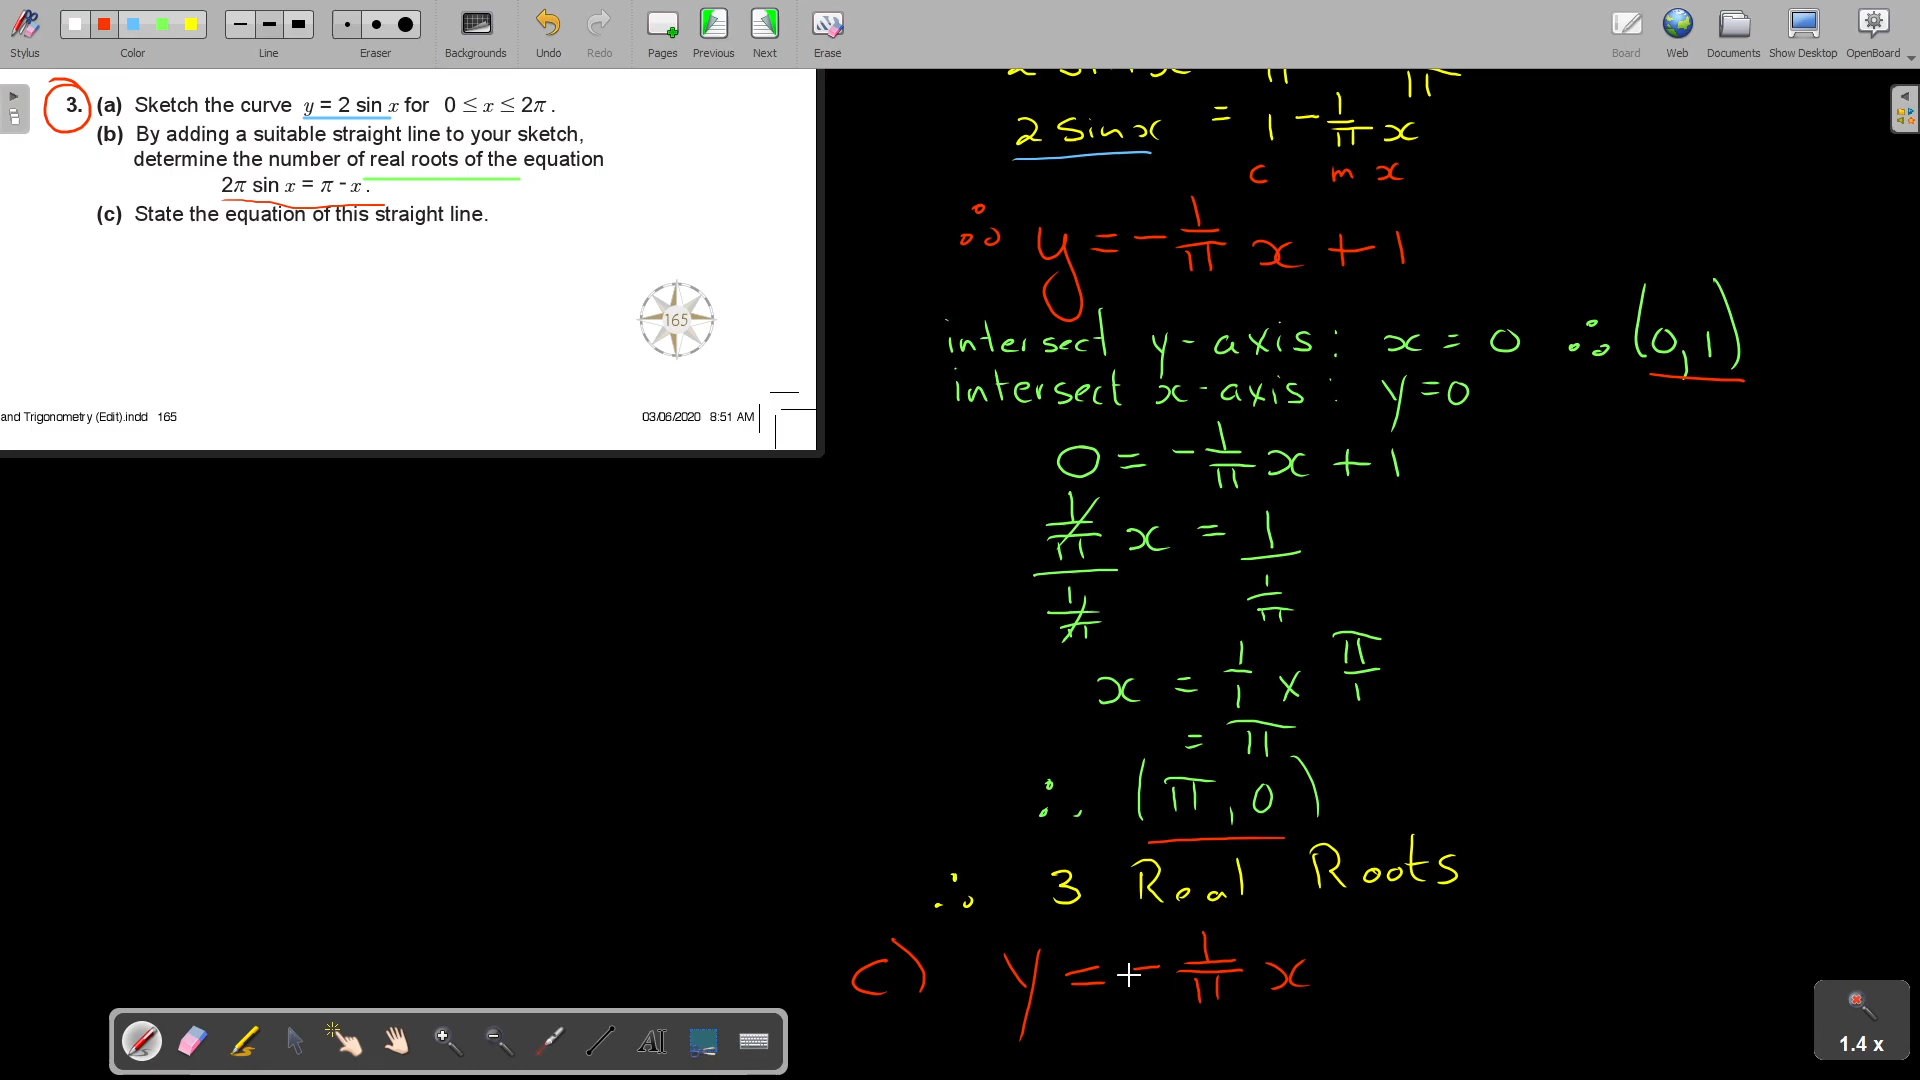 Stylus Color Line Eraser Backgrounds Undo Redo Pages Previous Next Erase Board Web Documents Show Desktop OpenBoard
3. (a) Sketch the curve y = 2 sin x for 0 ≤ x ≤ 2π .
(b) By adding a suitable straight line to your sketch,
determine the number of real roots of the equation
2π sin x = π - x .
(c) State the equation of this straight line.
165
and Trigonometry (Edit).indd 165
03/06/2020 8:51 AM
2 sin x = 1 - 1/π x
c m x
∴ y = - 1/π x + 1
intersect y-axis : x = 0 ∴ (0, 1)
intersect x-axis : y = 0
0 = - 1/π x + 1
(1/π)/(1/π) x = 1/(1/π)
x = 1/1 × π/1
= π
∴ (π, 0)
∴ 3 Real Roots
c) y = - 1/π x
1.4 x